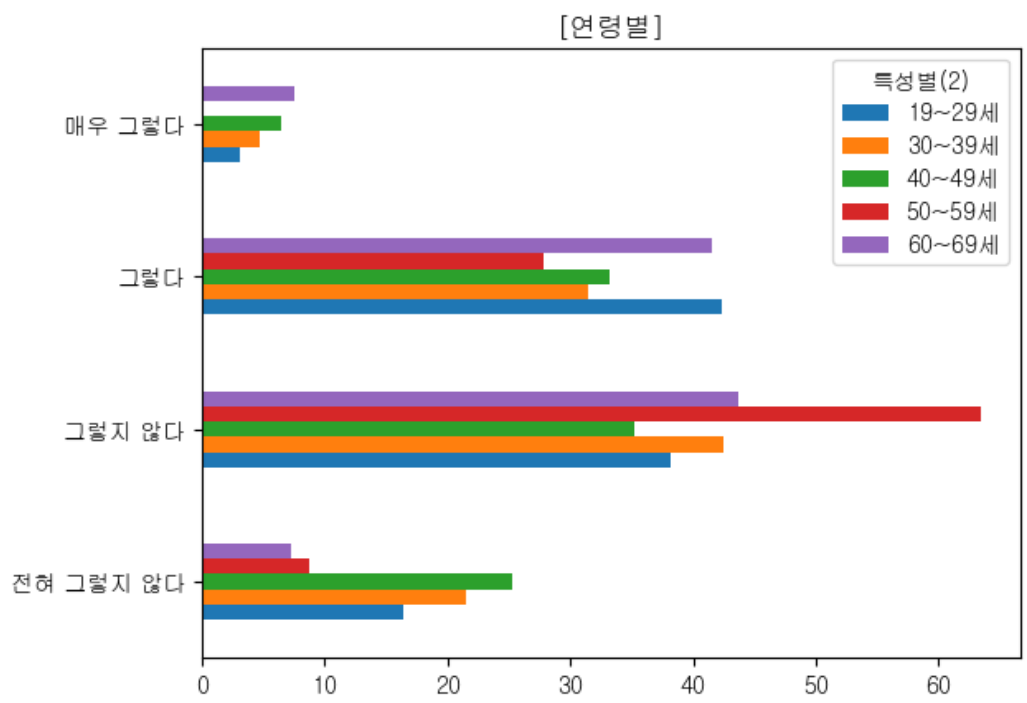 [연령별]
특성별(2)
19~29세
30~39세
40~49세
50~59세
60~69세
매우 그렇다
그렇다
그렇지 않다
전혀 그렇지 않다
0 10 20 30 40 50 60